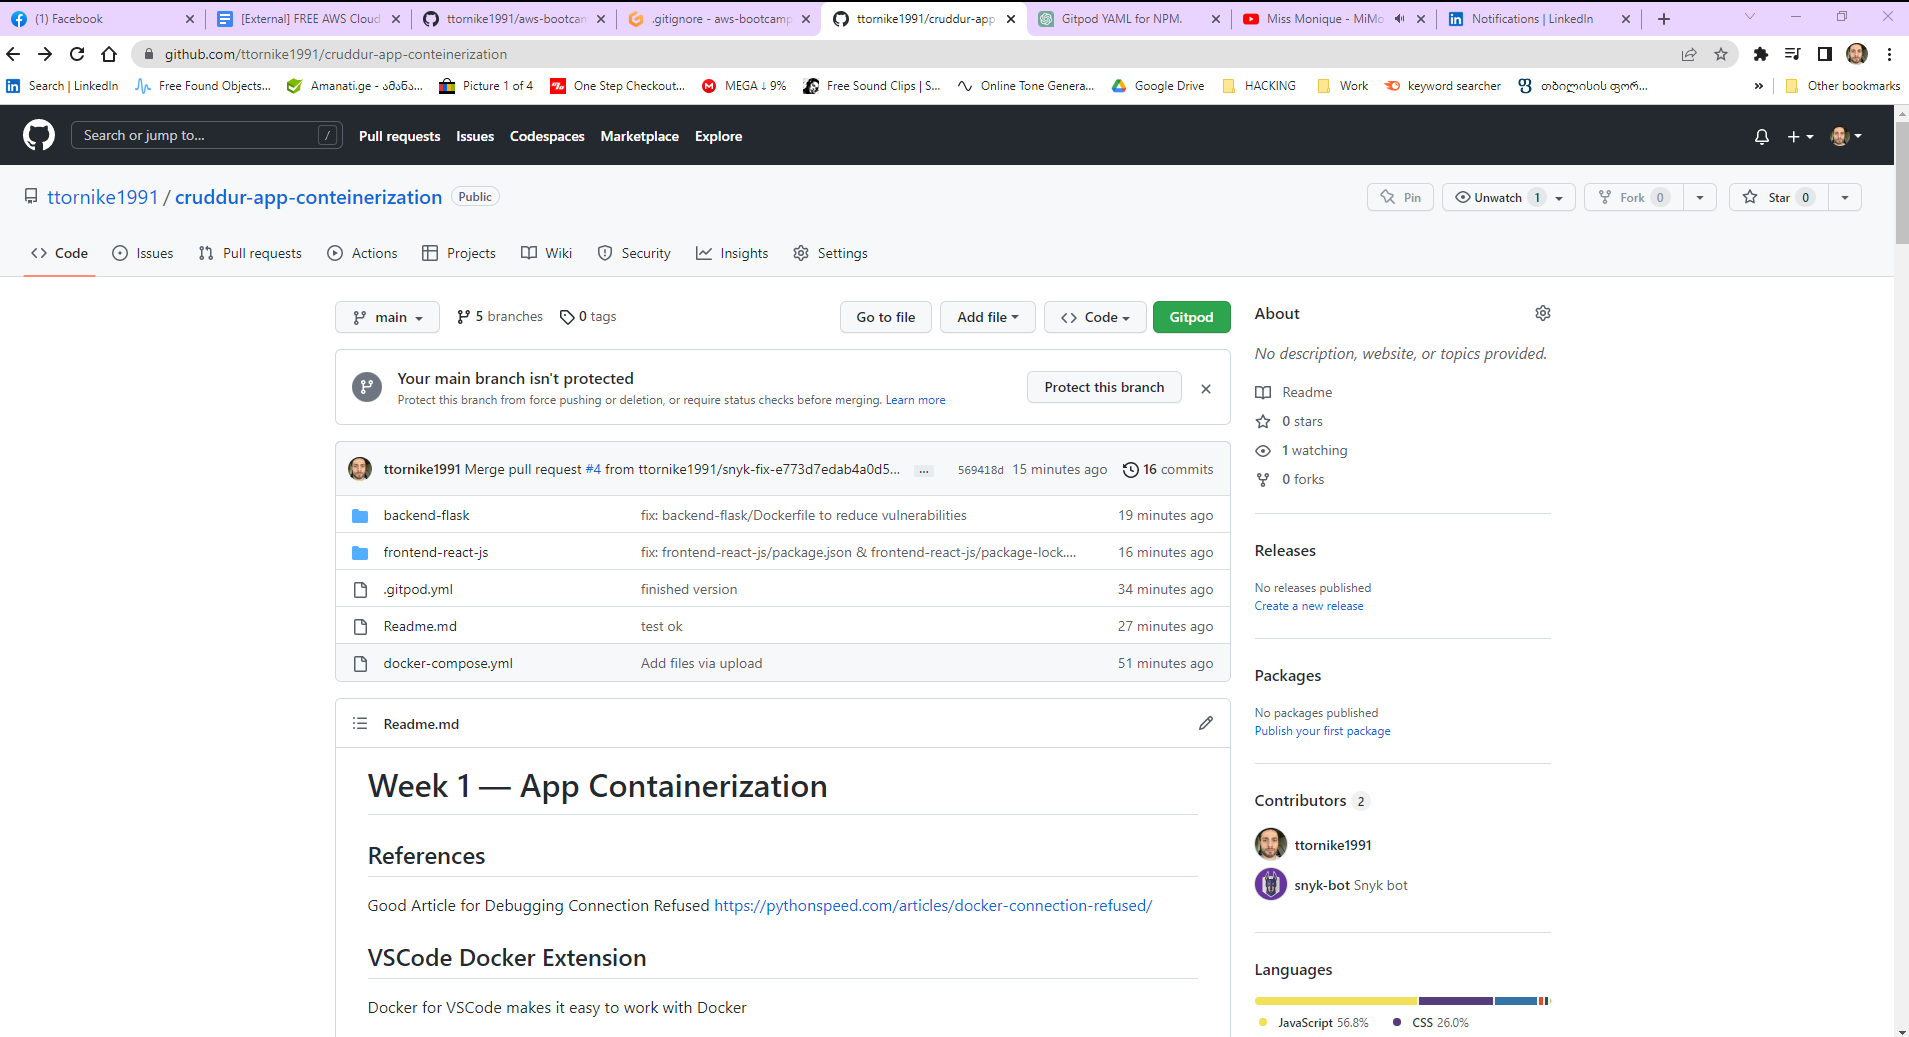 (1) Facebook
[External] FREE AWS Cloud
ttornike1991/aws-bootcam
.gitignore - aws-bootcamp
ttornike1991/cruddur-app
Gitpod YAML for NPM.
Miss Monique - MiMo
Notifications | LinkedIn
github.com/ttornike1991/cruddur-app-conteinerization
Search | LinkedIn
Free Found Objects...
Amanati.ge - ამანა...
Picture 1 of 4
One Step Checkout...
MEGA ↓ 9%
Free Sound Clips | S...
Online Tone Genera...
Google Drive
HACKING
Work
keyword searcher
თბილისის ფორ...
»
Other bookmarks
Search or jump to...
/
Pull requests
Issues
Codespaces
Marketplace
Explore
ttornike1991 / cruddur-app-conteinerization
Public
Pin
Unwatch 1
Fork 0
Star 0
Code
Issues
Pull requests
Actions
Projects
Wiki
Security
Insights
Settings
main
5 branches
0 tags
Go to file
Add file
Code
Gitpod
Your main branch isn't protected
Protect this branch from force pushing or deletion, or require status checks before merging. Learn more
Protect this branch
ttornike1991 Merge pull request #4 from ttornike1991/snyk-fix-e773d7edab4a0d5...
...
569418d
15 minutes ago
16 commits
backend-flask
fix: backend-flask/Dockerfile to reduce vulnerabilities
19 minutes ago
frontend-react-js
fix: frontend-react-js/package.json & frontend-react-js/package-lock....
16 minutes ago
.gitpod.yml
finished version
34 minutes ago
Readme.md
test ok
27 minutes ago
docker-compose.yml
Add files via upload
51 minutes ago
Readme.md
Week 1 — App Containerization
References
Good Article for Debugging Connection Refused https://pythonspeed.com/articles/docker-connection-refused/
VSCode Docker Extension
Docker for VSCode makes it easy to work with Docker
About
No description, website, or topics provided.
Readme
0 stars
1 watching
0 forks
Releases
No releases published
Create a new release
Packages
No packages published
Publish your first package
Contributors 2
ttornike1991
snyk-bot Snyk bot
Languages
JavaScript 56.8%
CSS 26.0%